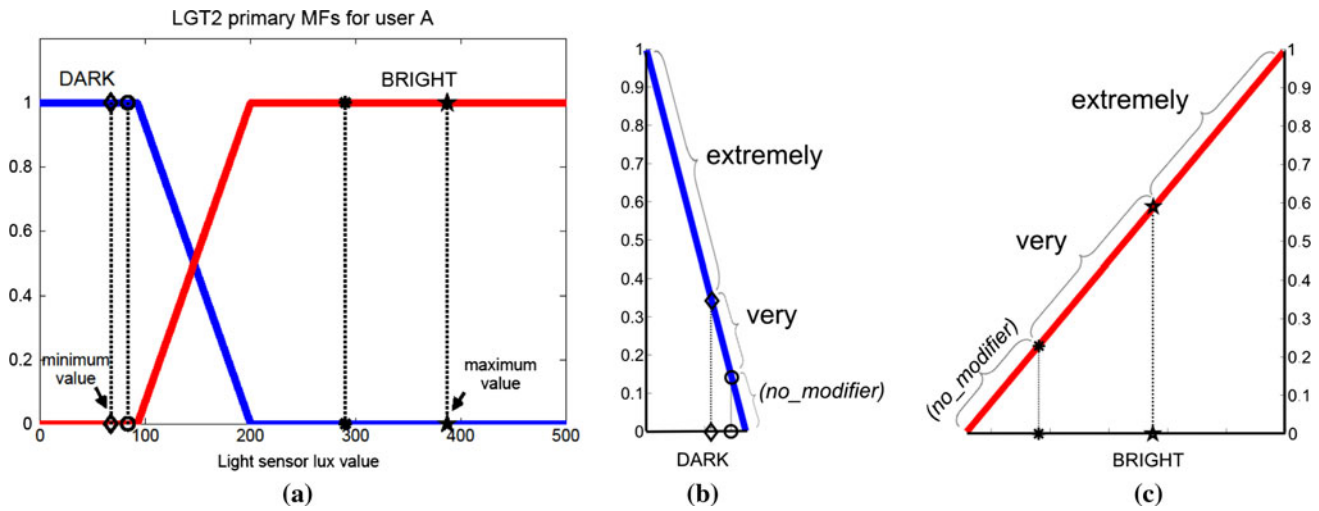 LGT2 primary MFs for user A
DARK
BRIGHT
1
0.8
0.6
0.4
0.2
0
minimum
value
maximum
value
0
100
200
300
400
500
Light sensor lux value
(a)
1
0.9
0.8
0.7
0.6
0.5
0.4
0.3
0.2
0.1
0
extremely
very
(no_modifier)
DARK
(b)
extremely
very
(no_modifier)
1
0.9
0.8
0.7
0.6
0.5
0.4
0.3
0.2
0.1
0
BRIGHT
(c)